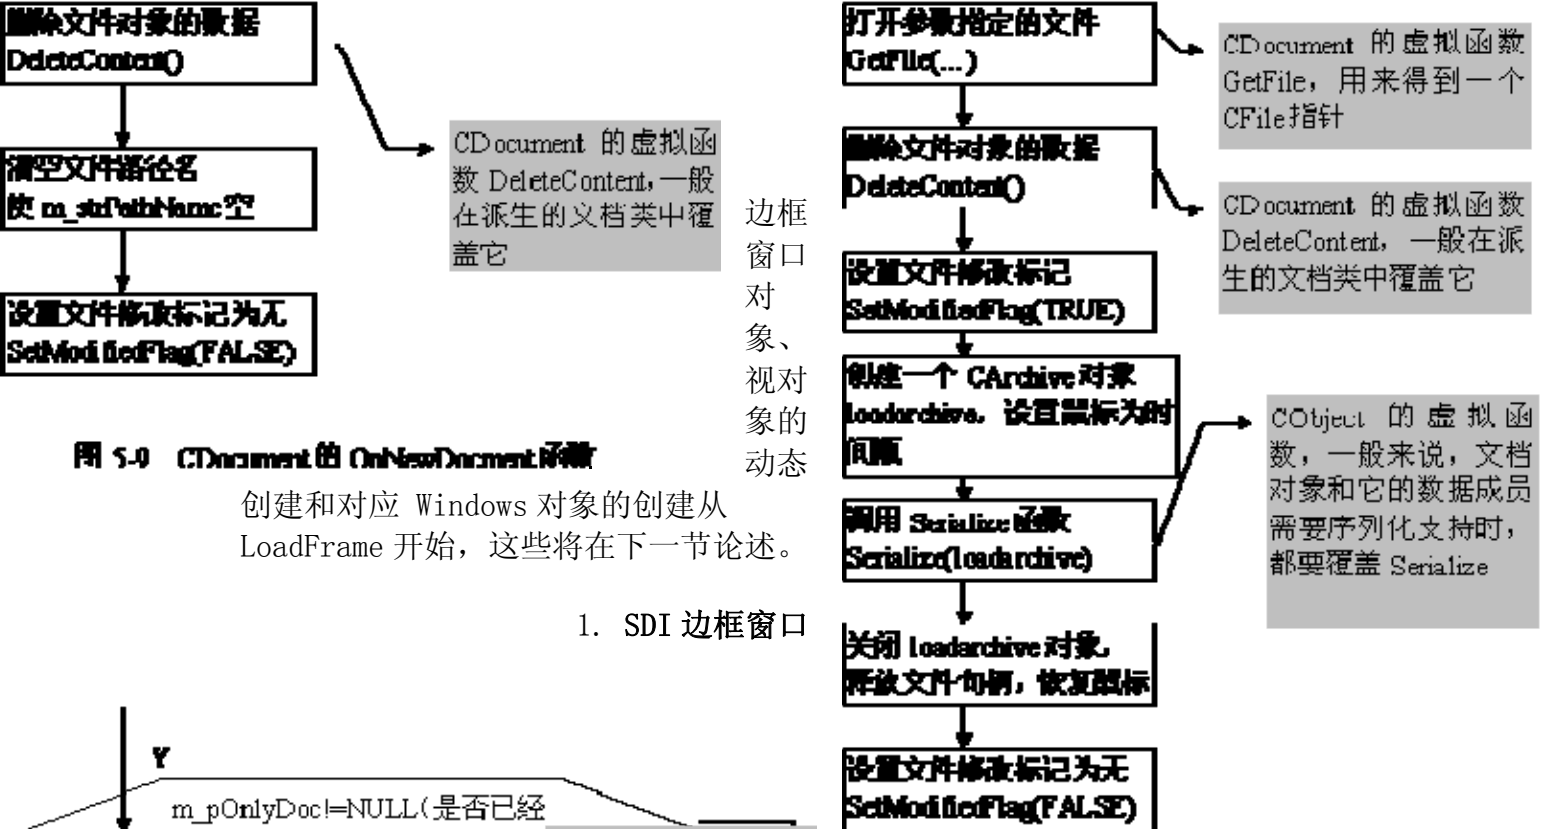 删除文件对象的数据
DeleteContent()
清空文件路径名
使 m_strPathName 空
设置文件修改标记为无
SetModifiedFlag(FALSE)
CDocument 的虚拟函
数 DeleteContent,一般
在派生的文档类中覆
盖它
图 5-9 CDocument 的 OnNewDocment 函数
边框
窗口
对
象、
视对
象的
动态
创建和对应 Windows 对象的创建从
LoadFrame 开始，这些将在下一节论述。
1. SDI 边框窗口
Y
m_pOnlyDoc!=NULL(是否已经
打开参数指定的文件
GetFile(...)
删除文件对象的数据
DeleteContent()
设置文件修改标记
SetModifiedFlag(TRUE)
创建一个 CArchive 对象
loadarchive，设置鼠标为时
间瓶
调用 Serialize 函数
Serialize(loadarchive)
关闭 loadarchive 对象，
释放文件句柄，恢复鼠标
设置文件修改标记为无
SetModifiedFlag(FALSE)
CDocument 的虚拟函数
GetFile，用来得到一个
CFile 指针
CDocument 的虚拟函数
DeleteContent，一般在派
生的文档类中覆盖它
CObject 的虚拟函
数，一般来说，文档
对象和它的数据成员
需要序列化支持时，
都要覆盖 Serialize